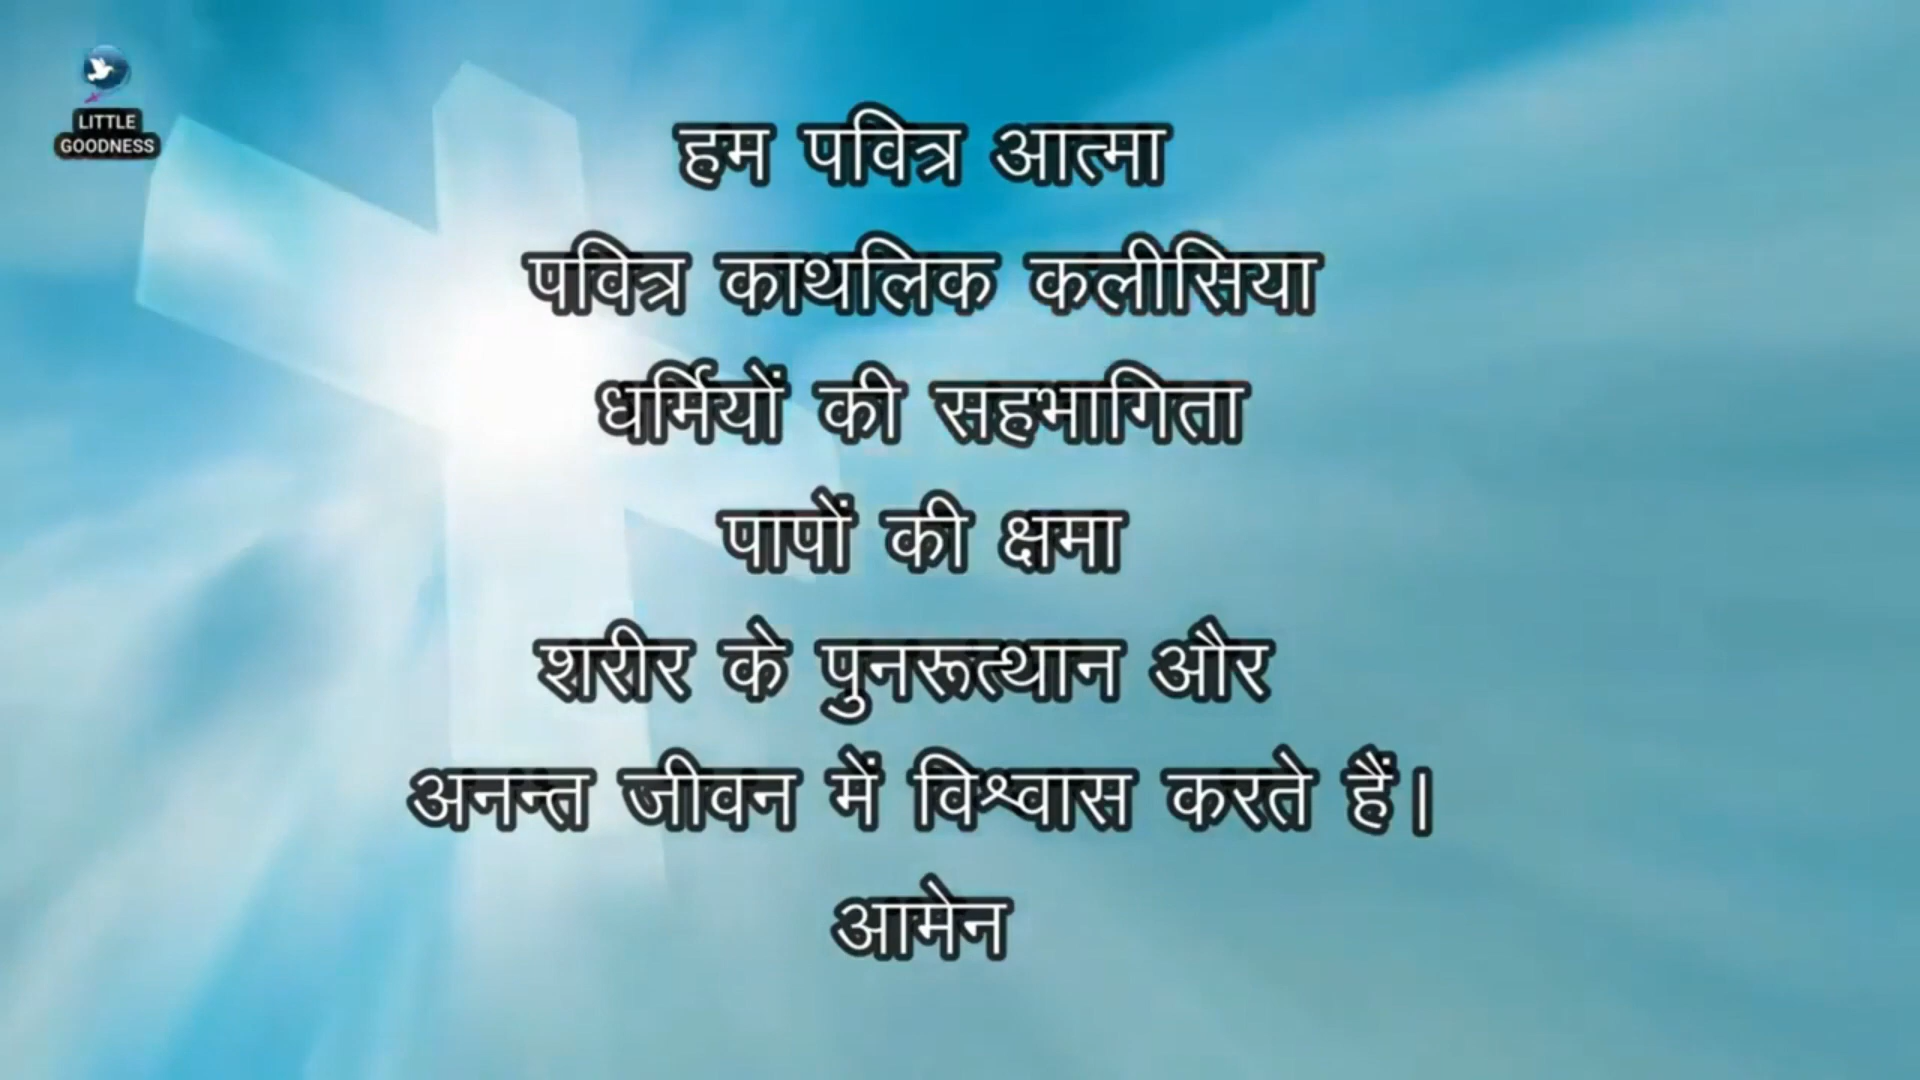 LITTLE
GOODNESS
हम पवित्र आत्मा
पवित्र काथलिक कलीसिया
धर्मियों की सहभागिता
पापों की क्षमा
शरीर के पुनरूत्थान और
अनन्त जीवन में विश्वास करते हैं।
आमेन